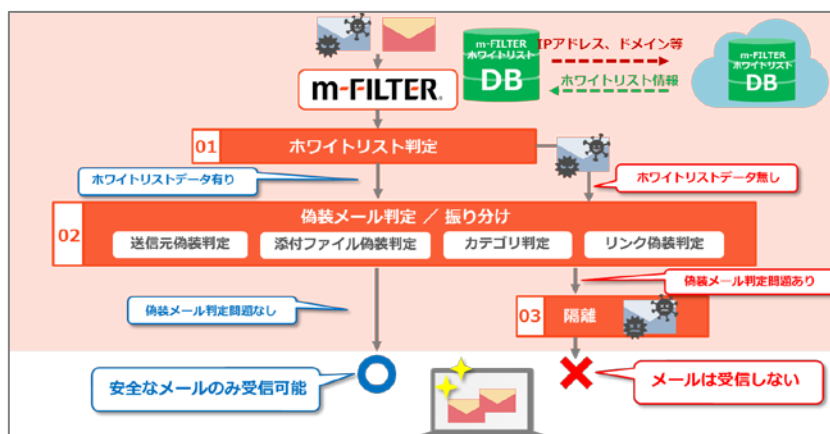 m-FILTER
ホワイトリスト
DB
IPアドレス、ドメイン等
ホワイトリスト情報
m-FILTER
ホワイトリスト
DB
m-FILTER®
01
ホワイトリスト判定
ホワイトリストデータ有り
ホワイトリストデータ無し
02
偽装メール判定 / 振り分け
送信元偽装判定
添付ファイル偽装判定
カテゴリ判定
リンク偽装判定
偽装メール判定問題なし
偽装メール判定問題あり
03
隔離
安全なメールのみ受信可能
メールは受信しない